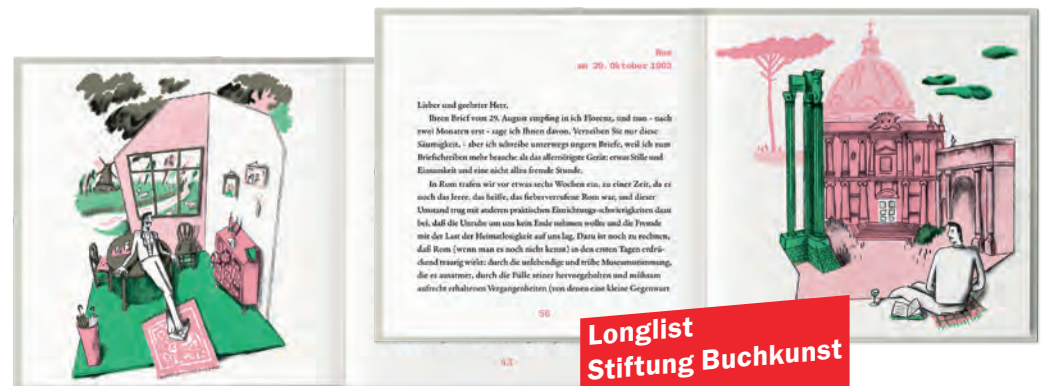 Rom
am 29. Oktober 1903
Lieber und geehrter Herr,
Ihren Brief vom 29. August empfing in ich Florenz, und nun - nach
zwei Monaten erst - sage ich Ihnen davon. Verzeihen Sie nur diese
Säumigkeit, - aber ich schreibe unterwegs ungern Briefe, weil ich zum
Briefschreiben mehr brauche als das allernötigste Gerät: etwas Stille und
Einsamkeit und eine nicht allzu fremde Stunde.
In Rom trafen wir vor etwa sechs Wochen ein, zu einer Zeit, da es
noch das leere, das heiße, das fieberverrufene Rom war, und dieser
Umstand trug mit anderen praktischen Einrichtungs-schwierigkeiten dazu
bei, daß die Unruhe um uns kein Ende nehmen wollte und die Fremde
mit der Last der Heimatlosigkeit auf uns lag. Dazu ist noch zu rechnen,
daß Rom (wenn man es noch nicht kennt) in den ersten Tagen erdrü-
ckend traurig wirkt: durch die unlebendige und trübe Museumsstimmung,
die es ausatmet, durch die Fülle seiner hervorgeholten und mühsam
aufrecht erhaltenen Vergangenheiten (von denen eine kleine Gegenwart
56
43
Longlist
Stiftung Buchkunst